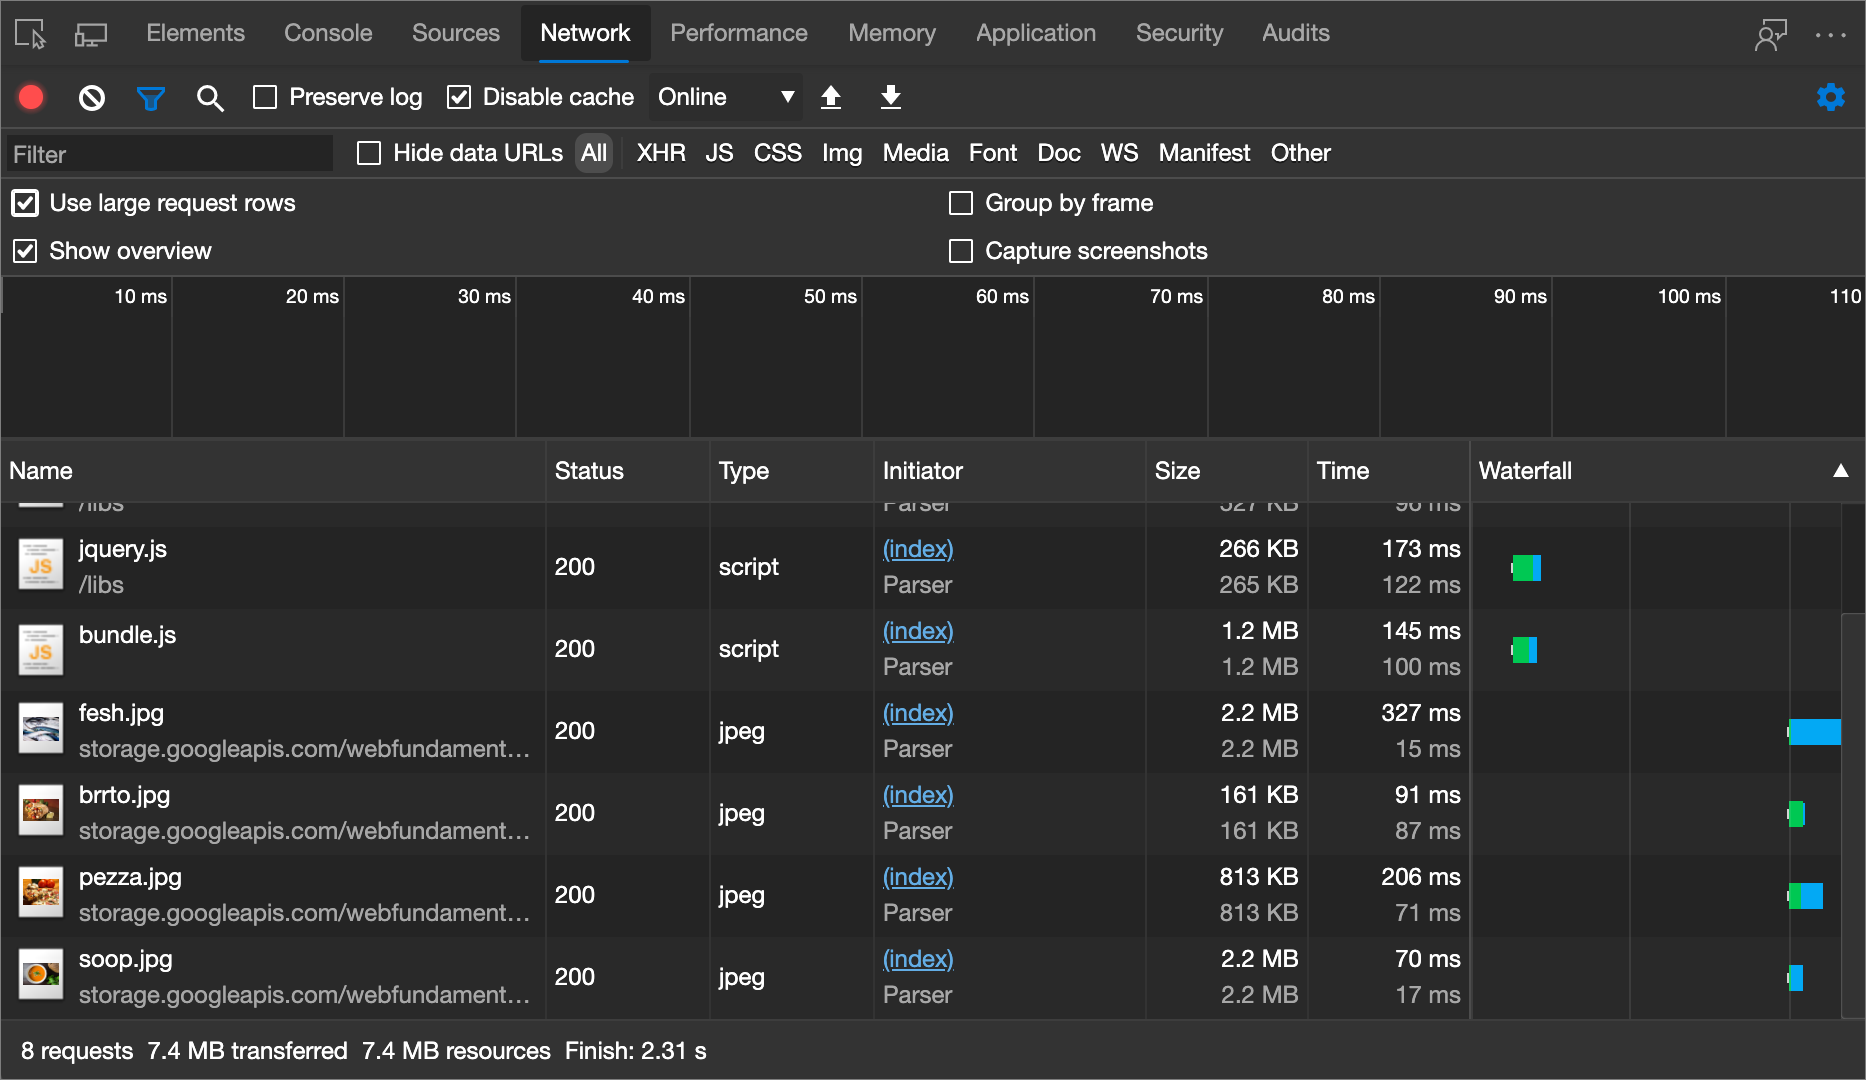 Elements Console Sources Network Performance Memory Application Security Audits
Preserve log Disable cache Online
Filter Hide data URLs All XHR JS CSS Img Media Font Doc WS Manifest Other
Use large request rows Group by frame
Show overview Capture screenshots
10 ms 20 ms 30 ms 40 ms 50 ms 60 ms 70 ms 80 ms 90 ms 100 ms 110
Name Status Type Initiator Size Time Waterfall
/libs Parser 527 KB 96 ms
jquery.js 200 script (index) 266 KB 173 ms
JS /libs Parser 265 KB 122 ms
bundle.js 200 script (index) 1.2 MB 145 ms
JS Parser 1.2 MB 100 ms
fesh.jpg 200 jpeg (index) 2.2 MB 327 ms
storage.googleapis.com/webfundament… Parser 2.2 MB 15 ms
brrto.jpg 200 jpeg (index) 161 KB 91 ms
storage.googleapis.com/webfundament… Parser 161 KB 87 ms
pezza.jpg 200 jpeg (index) 813 KB 206 ms
storage.googleapis.com/webfundament… Parser 813 KB 71 ms
soop.jpg 200 jpeg (index) 2.2 MB 70 ms
storage.googleapis.com/webfundament… Parser 2.2 MB 17 ms
8 requests 7.4 MB transferred 7.4 MB resources Finish: 2.31 s